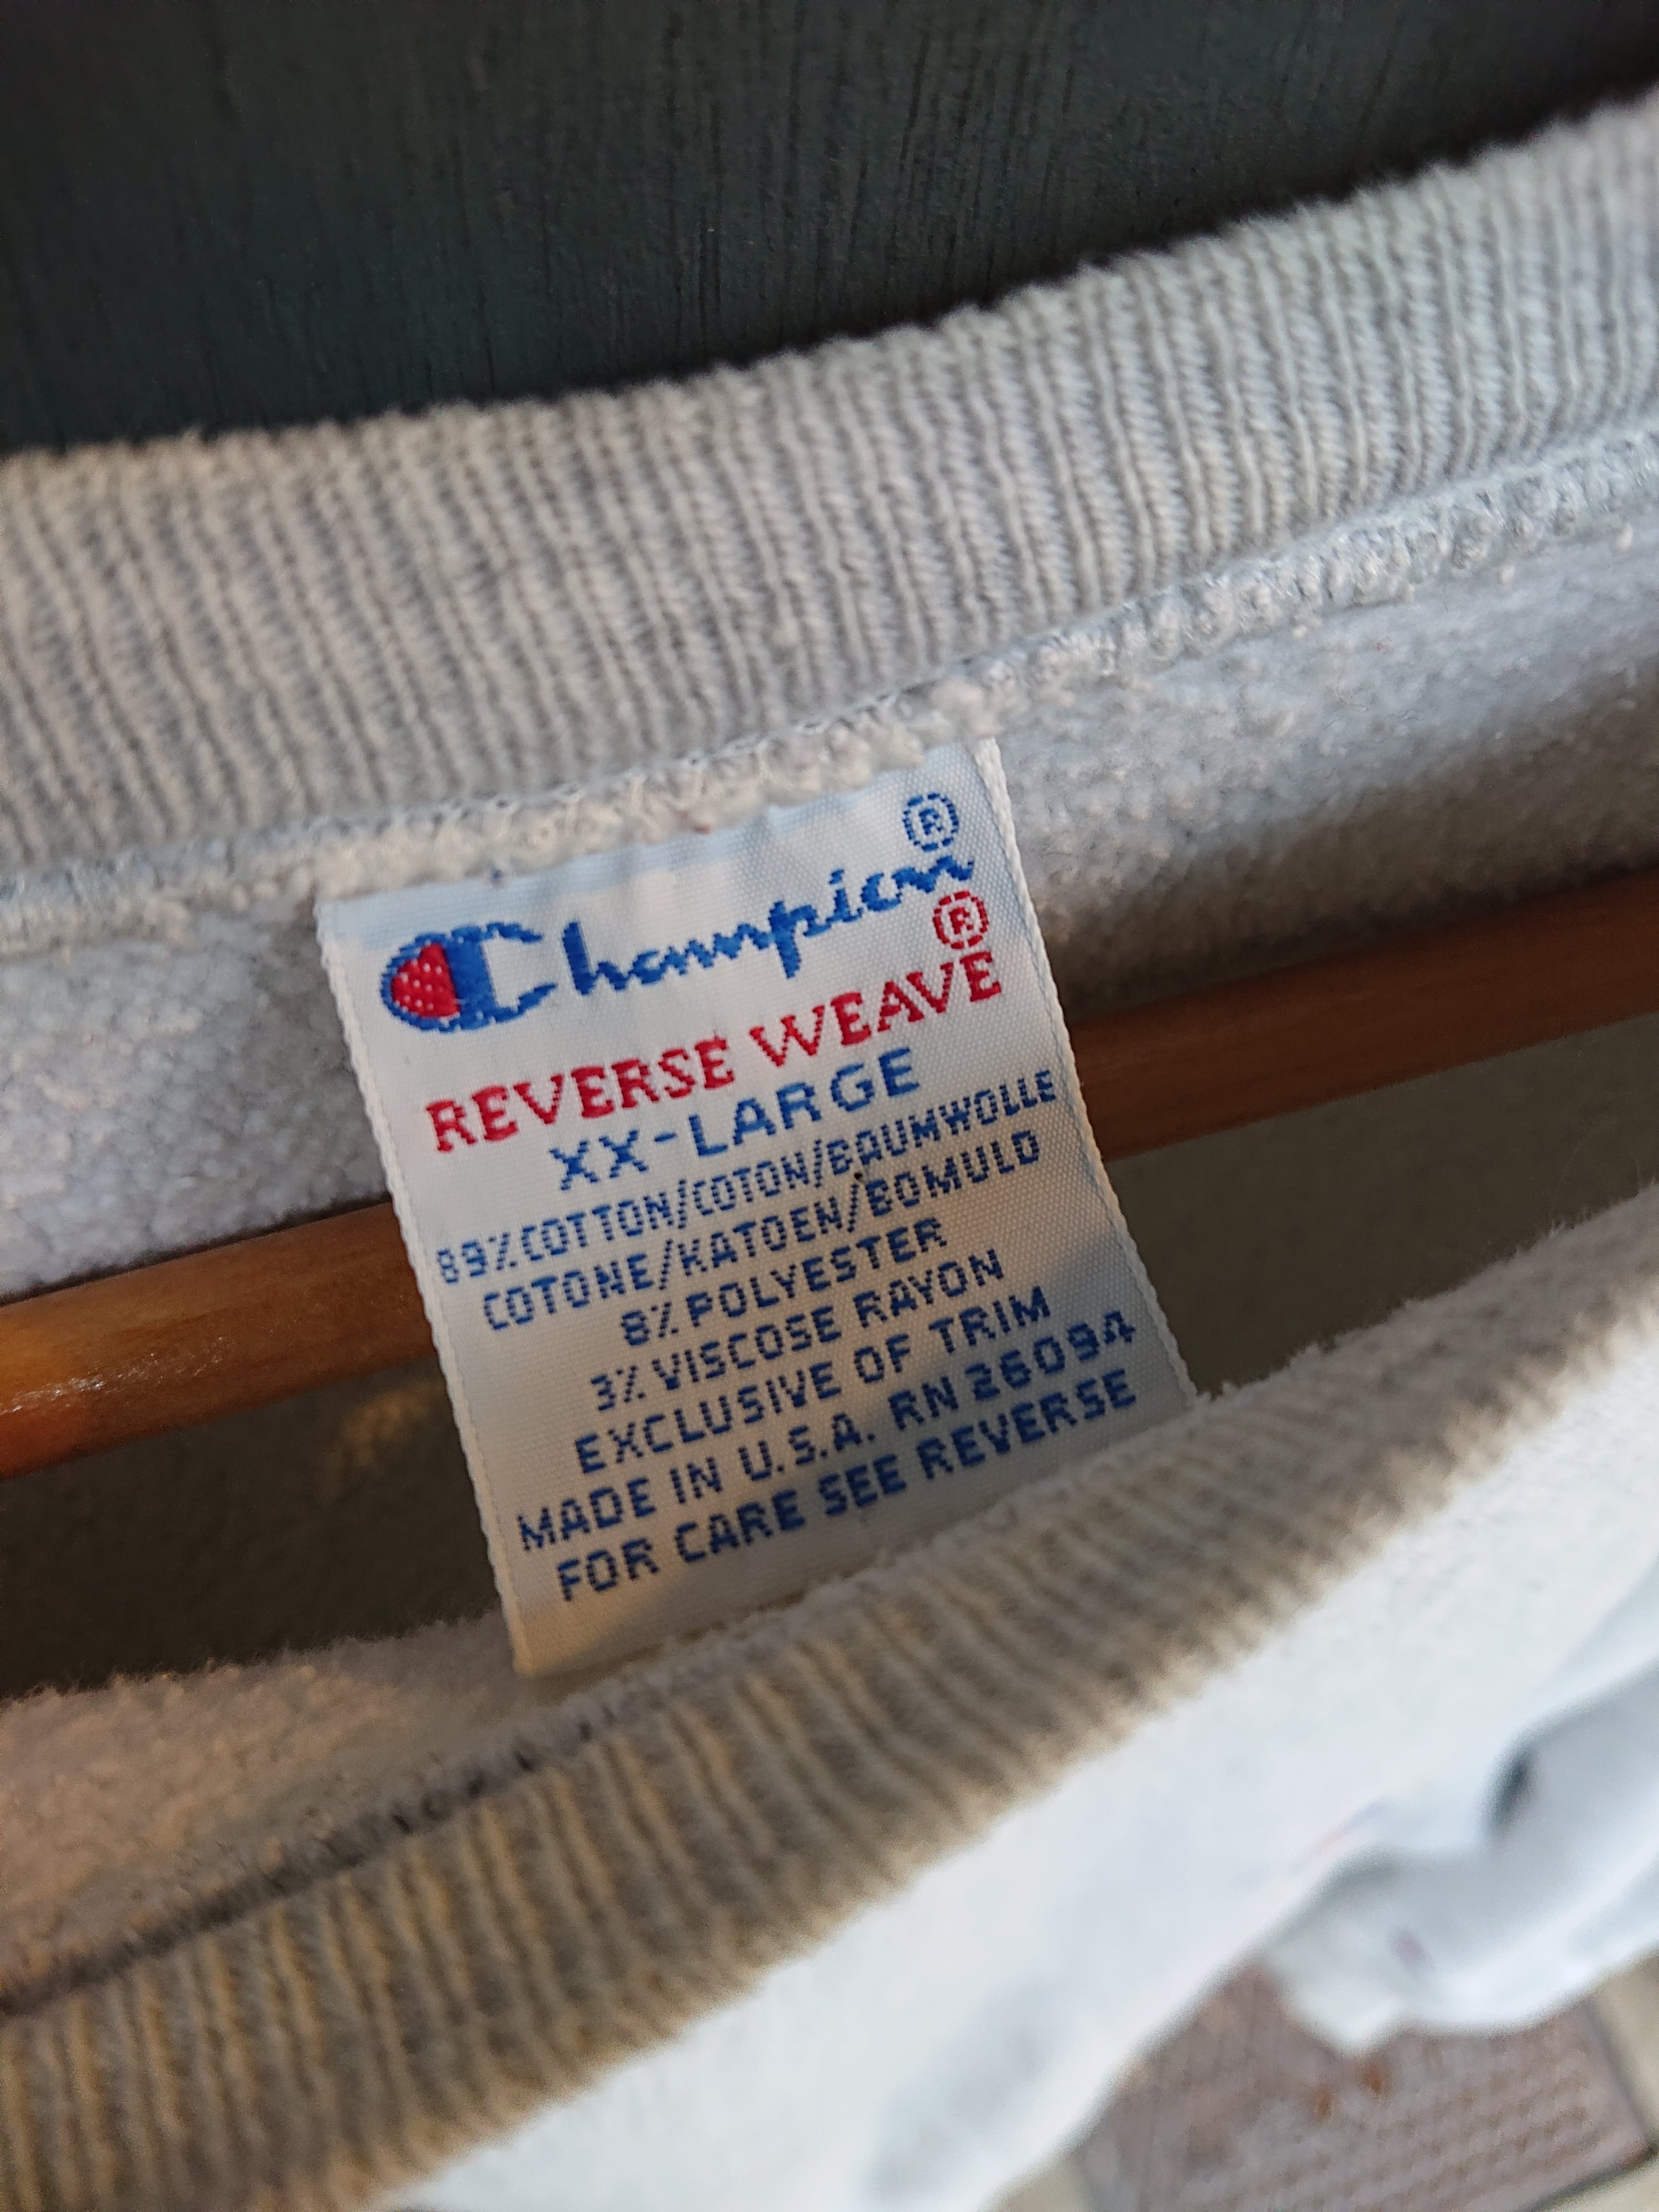 Champion®
REVERSE WEAVE®
XX-LARGE
89% COTTON/COTON/BAUMWOLLE
COTONE/KATOEN/BOMULD
8% POLYESTER
3% VISCOSE RAYON
EXCLUSIVE OF TRIM
MADE IN U.S.A. RN 26094
FOR CARE SEE REVERSE